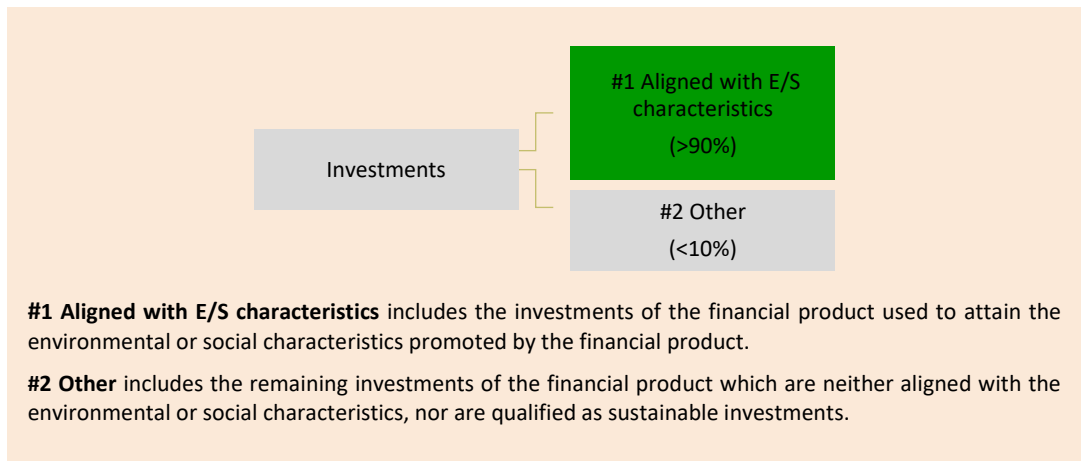 #1 Aligned with E/S
characteristics
(>90%)
Investments
#2 Other
(<10%)
#1 Aligned with E/S characteristics includes the investments of the financial product used to attain the
environmental or social characteristics promoted by the financial product.
#2 Other includes the remaining investments of the financial product which are neither aligned with the
environmental or social characteristics, nor are qualified as sustainable investments.